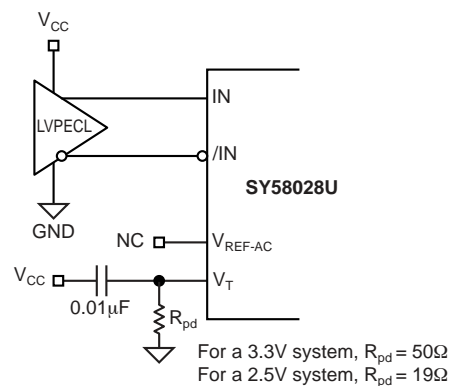 VCC
LVPECL
IN
/IN
SY58028U
GND
NC
VREF-AC
VCC
0.01μF
VT
Rpd
For a 3.3V system, Rpd = 50Ω
For a 2.5V system, Rpd = 19Ω